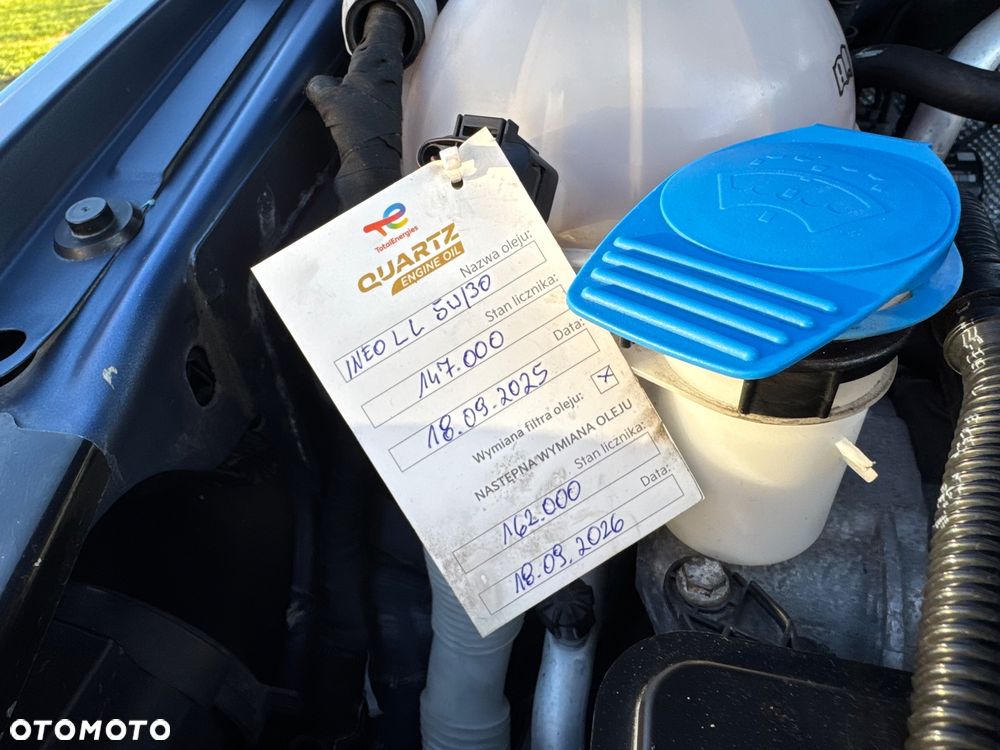 TotalEnergies
QUARTZ
ENGINE OIL
Nazwa oleju:
INEO LL 5W/30
Stan licznika:
147.000
Data:
18.09.2025
Wymiana filtra oleju: X
NASTĘPNA WYMIANA OLEJU
Stan licznika:
162.000
Data:
18.09.2026
OTOMOTO